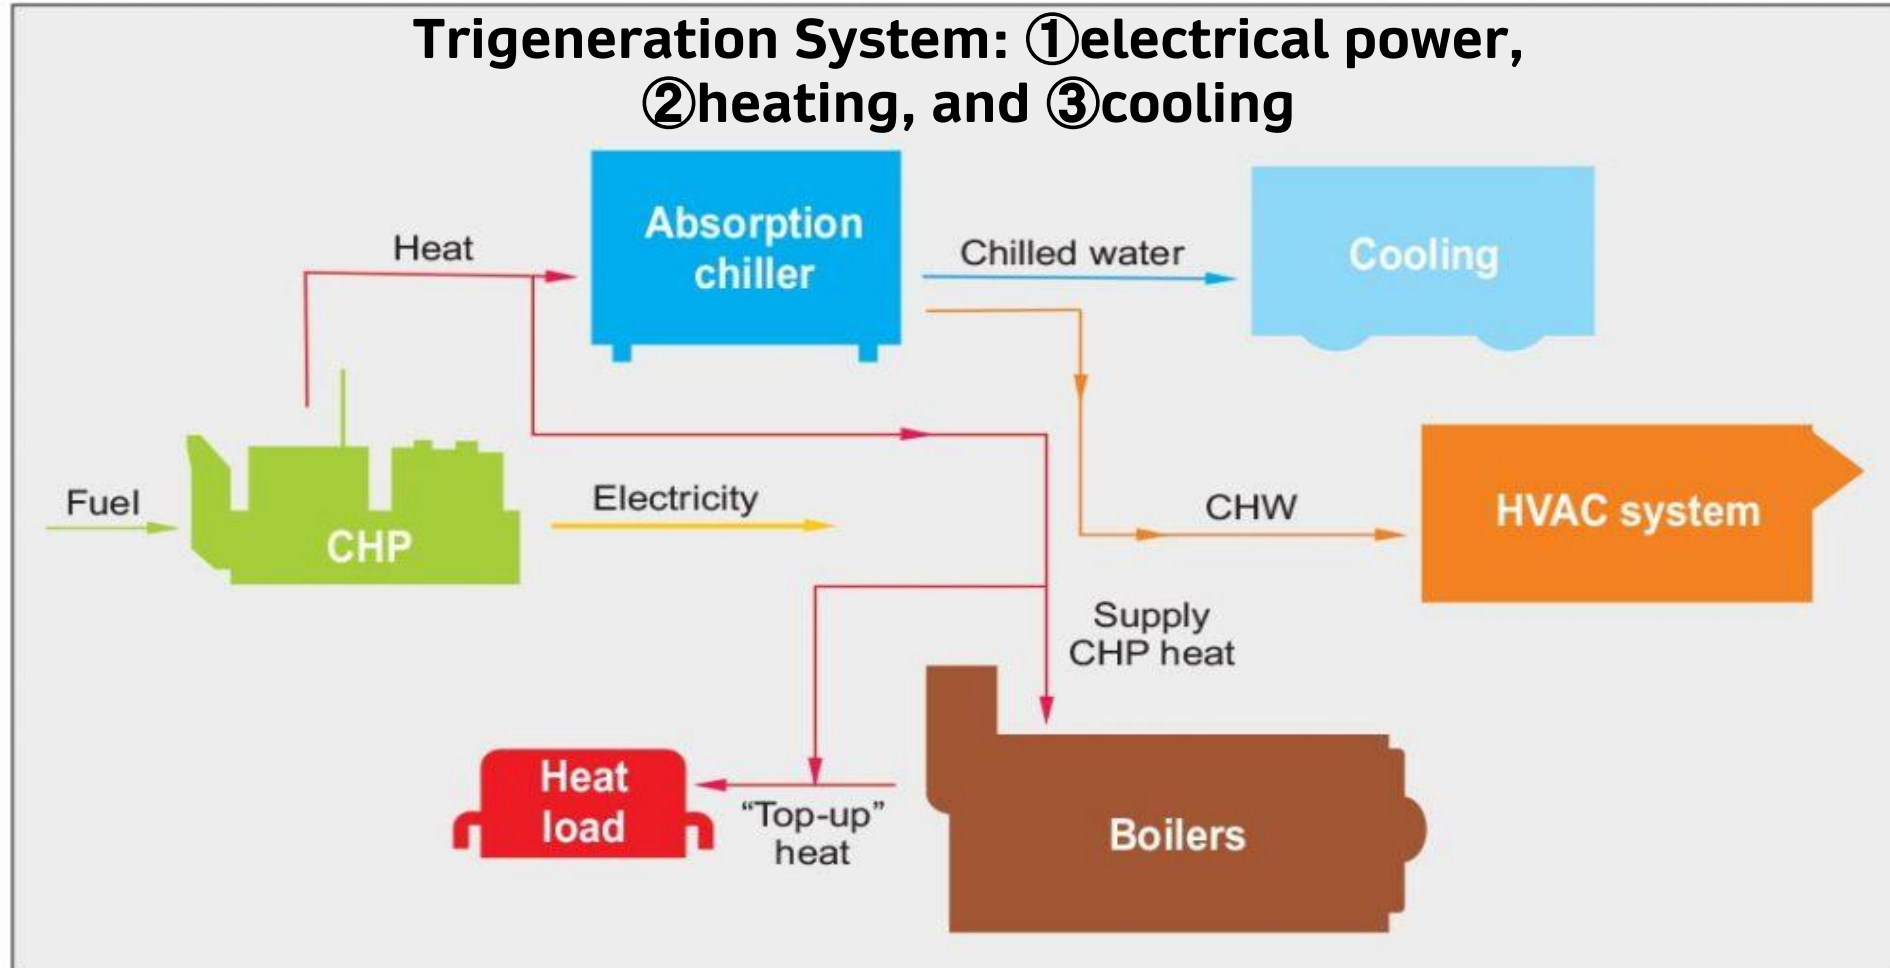 Trigeneration System: ①electrical power,
②heating, and ③cooling
Absorption
chiller
Heat
Chilled water
Cooling
Fuel
CHP
Electricity
CHW
HVAC system
Supply
CHP heat
Heat
load
“Top-up”
heat
Boilers